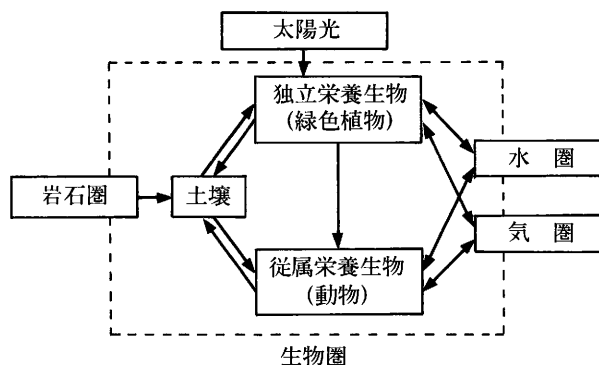 太陽光
独立栄養生物
(緑色植物)
水 圏
岩石圏
土壌
気 圏
従属栄養生物
(動物)
生物圏